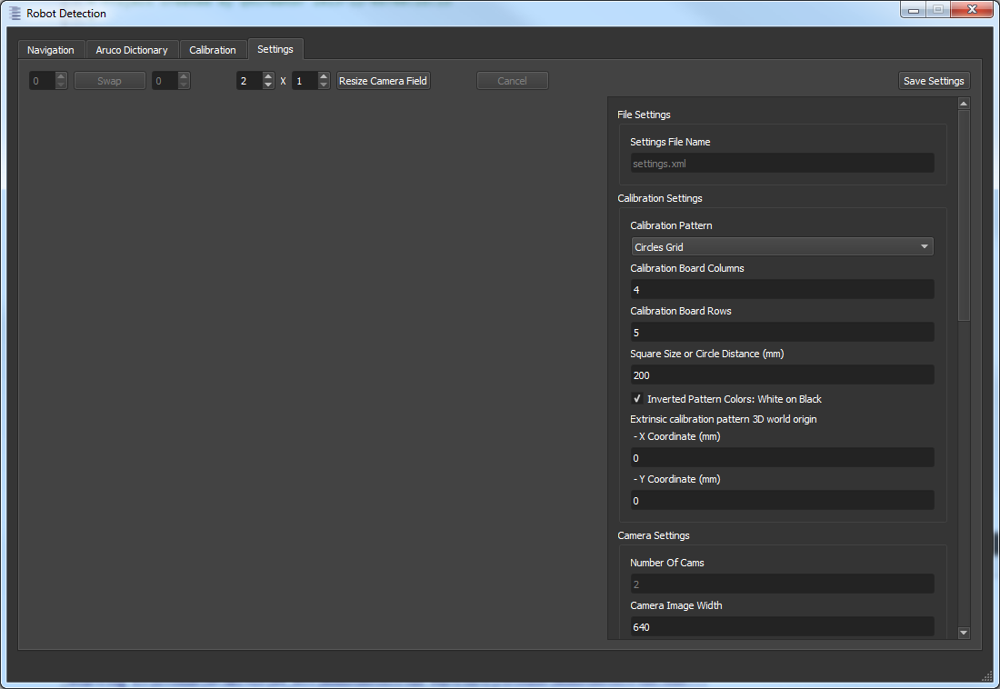 Robot Detection
Navigation Aruco Dictionary Calibration Settings
0 Swap 0 2 X 1 Resize Camera Field Cancel Save Settings
File Settings
Settings File Name
settings.xml
Calibration Settings
Calibration Pattern
Circles Grid
Calibration Board Columns
4
Calibration Board Rows
5
Square Size or Circle Distance (mm)
200
Inverted Pattern Colors: White on Black
Extrinsic calibration pattern 3D world origin
- X Coordinate (mm)
0
- Y Coordinate (mm)
0
Camera Settings
Number Of Cams
2
Camera Image Width
640